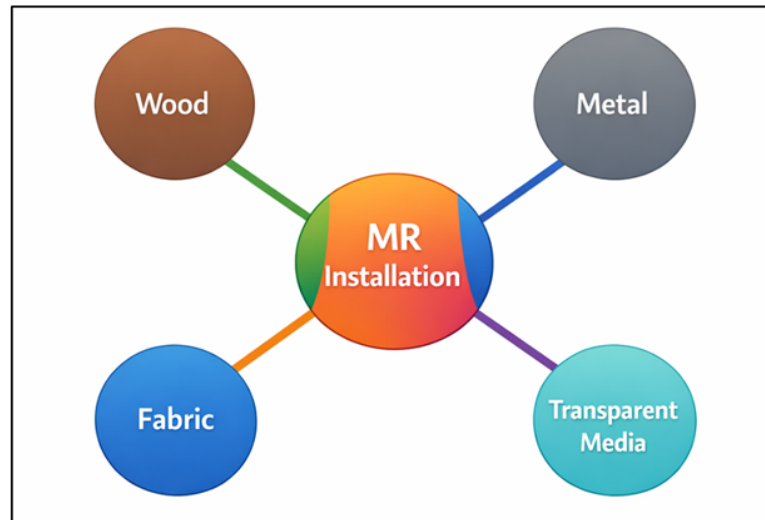 Wood
Metal
MR
Installation
Fabric
Transparent
Media